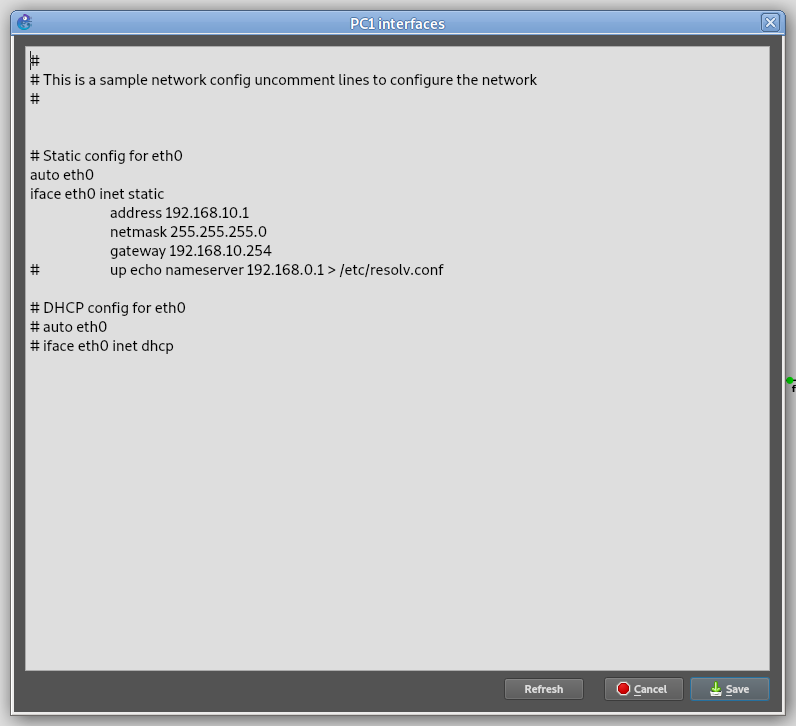 PC1 interfaces
#
# This is a sample network config uncomment lines to configure the network
#
# Static config for eth0
auto eth0
iface eth0 inet static
address 192.168.10.1
netmask 255.255.255.0
gateway 192.168.10.254
# up echo nameserver 192.168.0.1 > /etc/resolv.conf
# DHCP config for eth0
# auto eth0
# iface eth0 inet dhcp
Refresh Cancel Save